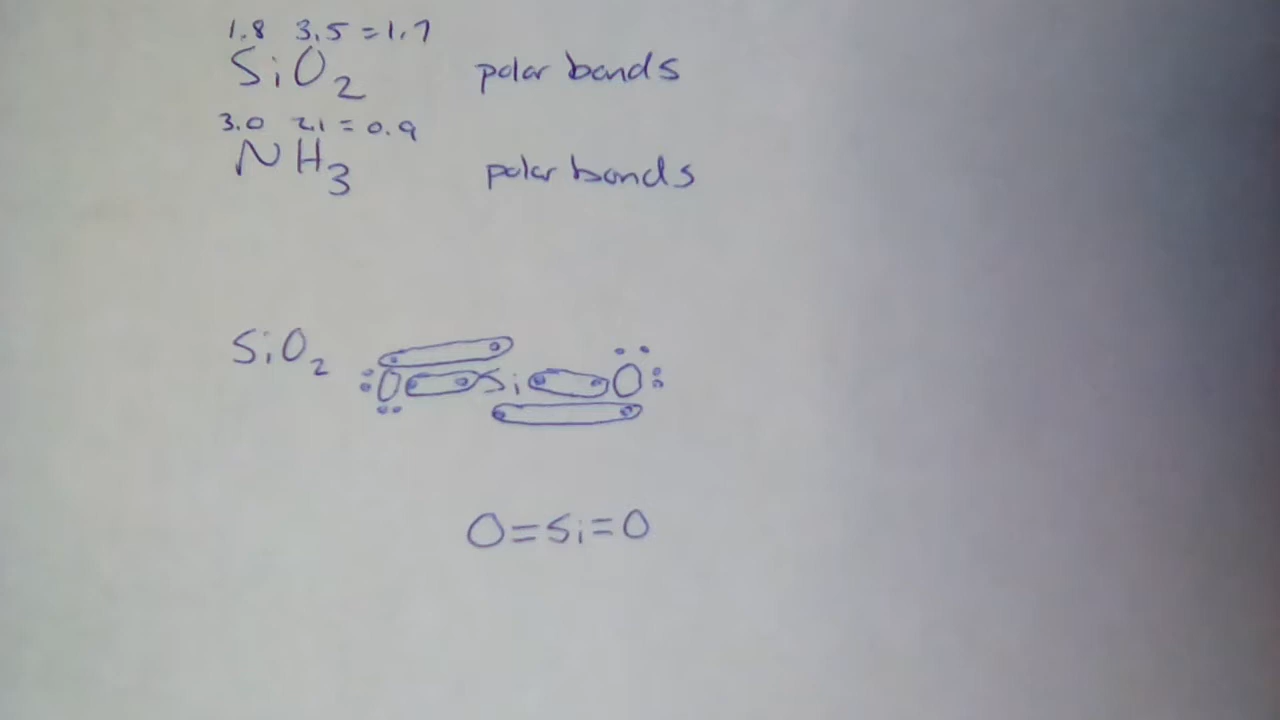 1.8 3.5 = 1.7
SiO2 polar bonds
3.0 2.1 = 0.9
NH3 polar bonds
SiO2 :O Si O:
O=Si=O